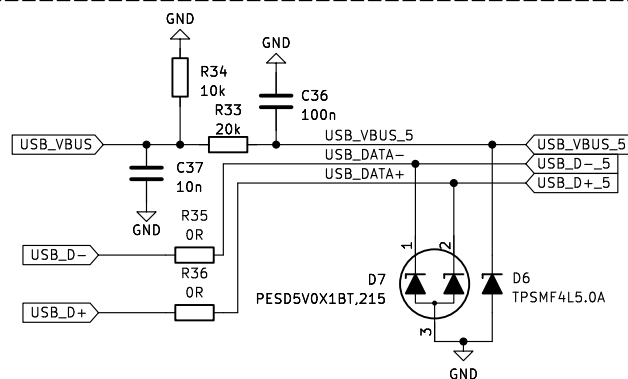 GND
GND
R34
10k
C36
100n
R33
20k
USB_VBUS
USB_VBUS_5
USB_VBUS_5
USB_DATA-
USB_D-_5
C37
10n
USB_DATA+
USB_D+_5
GND
R35
0R
1
2
USB_D-
R36
0R
D7
PESD5V0X1BT,215
D6
TPSMF4L5.0A
USB_D+
3
GND